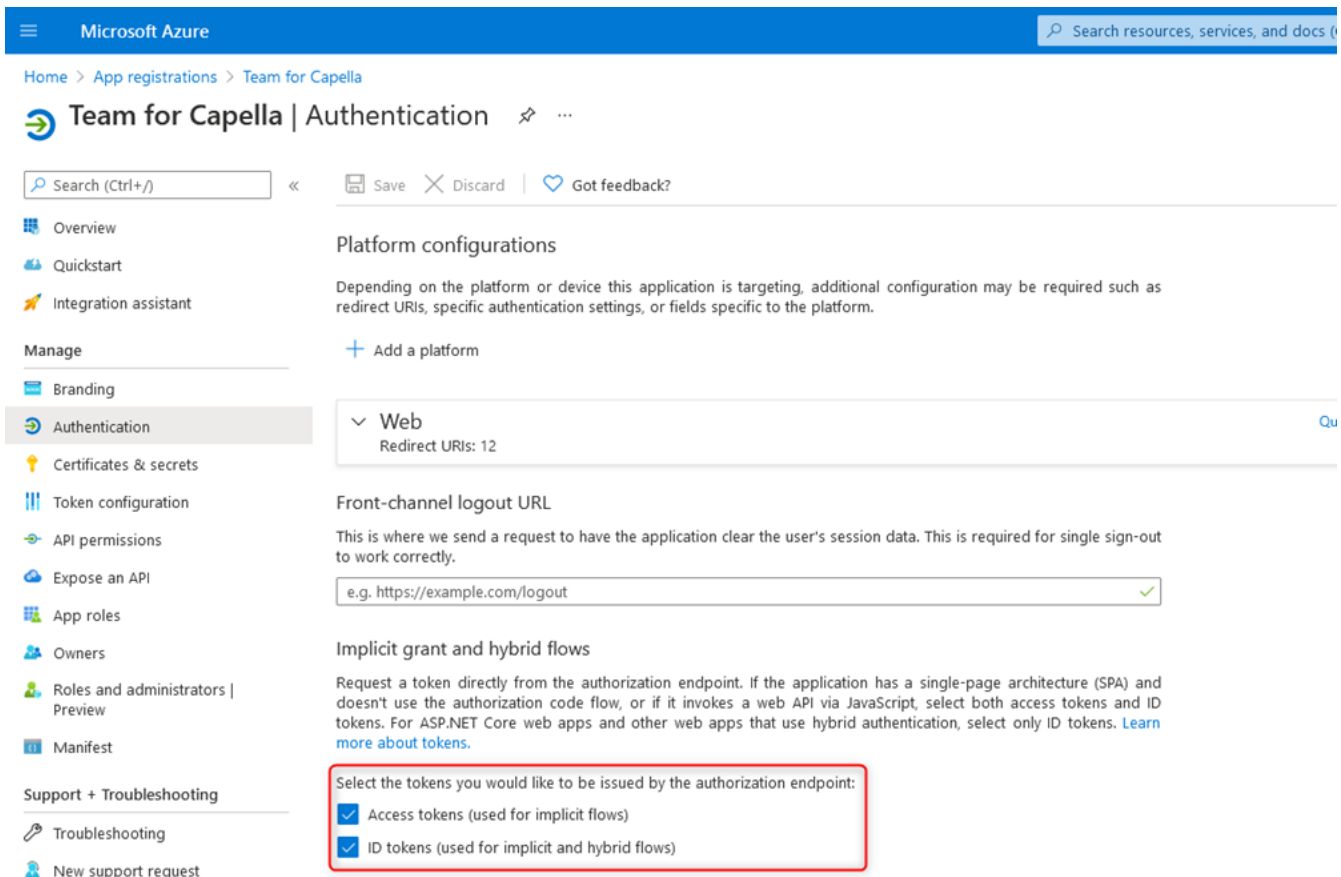 Microsoft Azure
Search resources, services, and docs (
Home > App registrations > Team for Capella
Team for Capella | Authentication
Search (Ctrl+/)
«
Save
Discard
Got feedback?
Overview
Quickstart
Integration assistant
Manage
Branding
Authentication
Certificates & secrets
Token configuration
API permissions
Expose an API
App roles
Owners
Roles and administrators |
Preview
Manifest
Support + Troubleshooting
Troubleshooting
New support request
Platform configurations
Depending on the platform or device this application is targeting, additional configuration may be required such as
redirect URIs, specific authentication settings, or fields specific to the platform.
Add a platform
Web
Qu
Redirect URIs: 12
Front-channel logout URL
This is where we send a request to have the application clear the user's session data. This is required for single sign-out
to work correctly.
e.g. https://example.com/logout
Implicit grant and hybrid flows
Request a token directly from the authorization endpoint. If the application has a single-page architecture (SPA) and
doesn't use the authorization code flow, or if it invokes a web API via JavaScript, select both access tokens and ID
tokens. For ASP.NET Core web apps and other web apps that use hybrid authentication, select only ID tokens. Learn
more about tokens.
Select the tokens you would like to be issued by the authorization endpoint:
Access tokens (used for implicit flows)
ID tokens (used for implicit and hybrid flows)